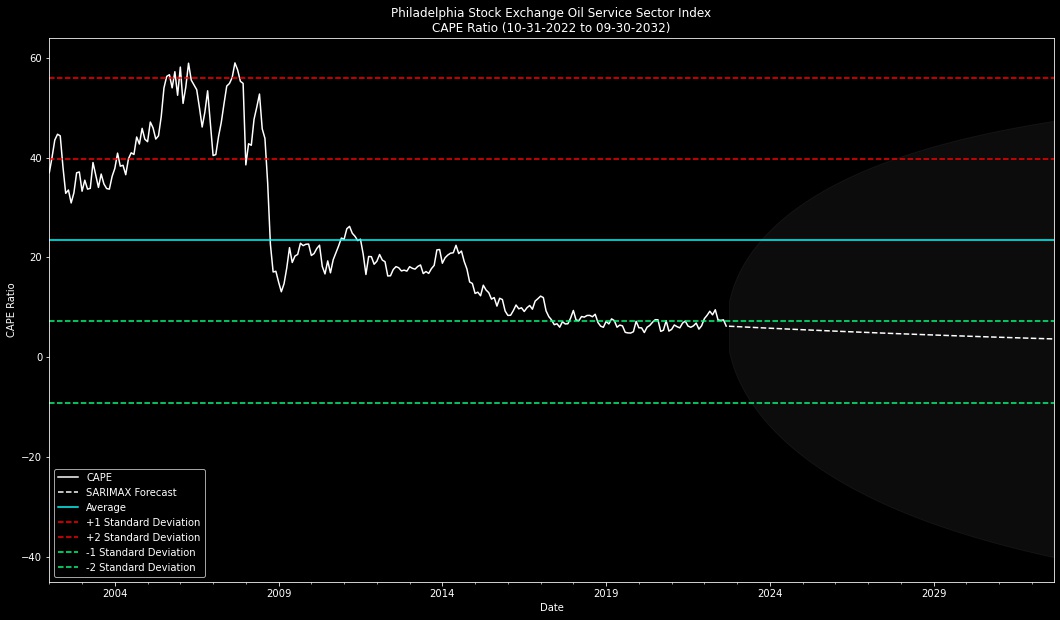 Philadelphia Stock Exchange Oil Service Sector Index
CAPE Ratio (10-31-2022 to 09-30-2032)
60
40
20
0
−20
−40
CAPE Ratio
CAPE
SARIMAX Forecast
Average
+1 Standard Deviation
+2 Standard Deviation
-1 Standard Deviation
-2 Standard Deviation
2004
2009
2014
2019
2024
2029
Date